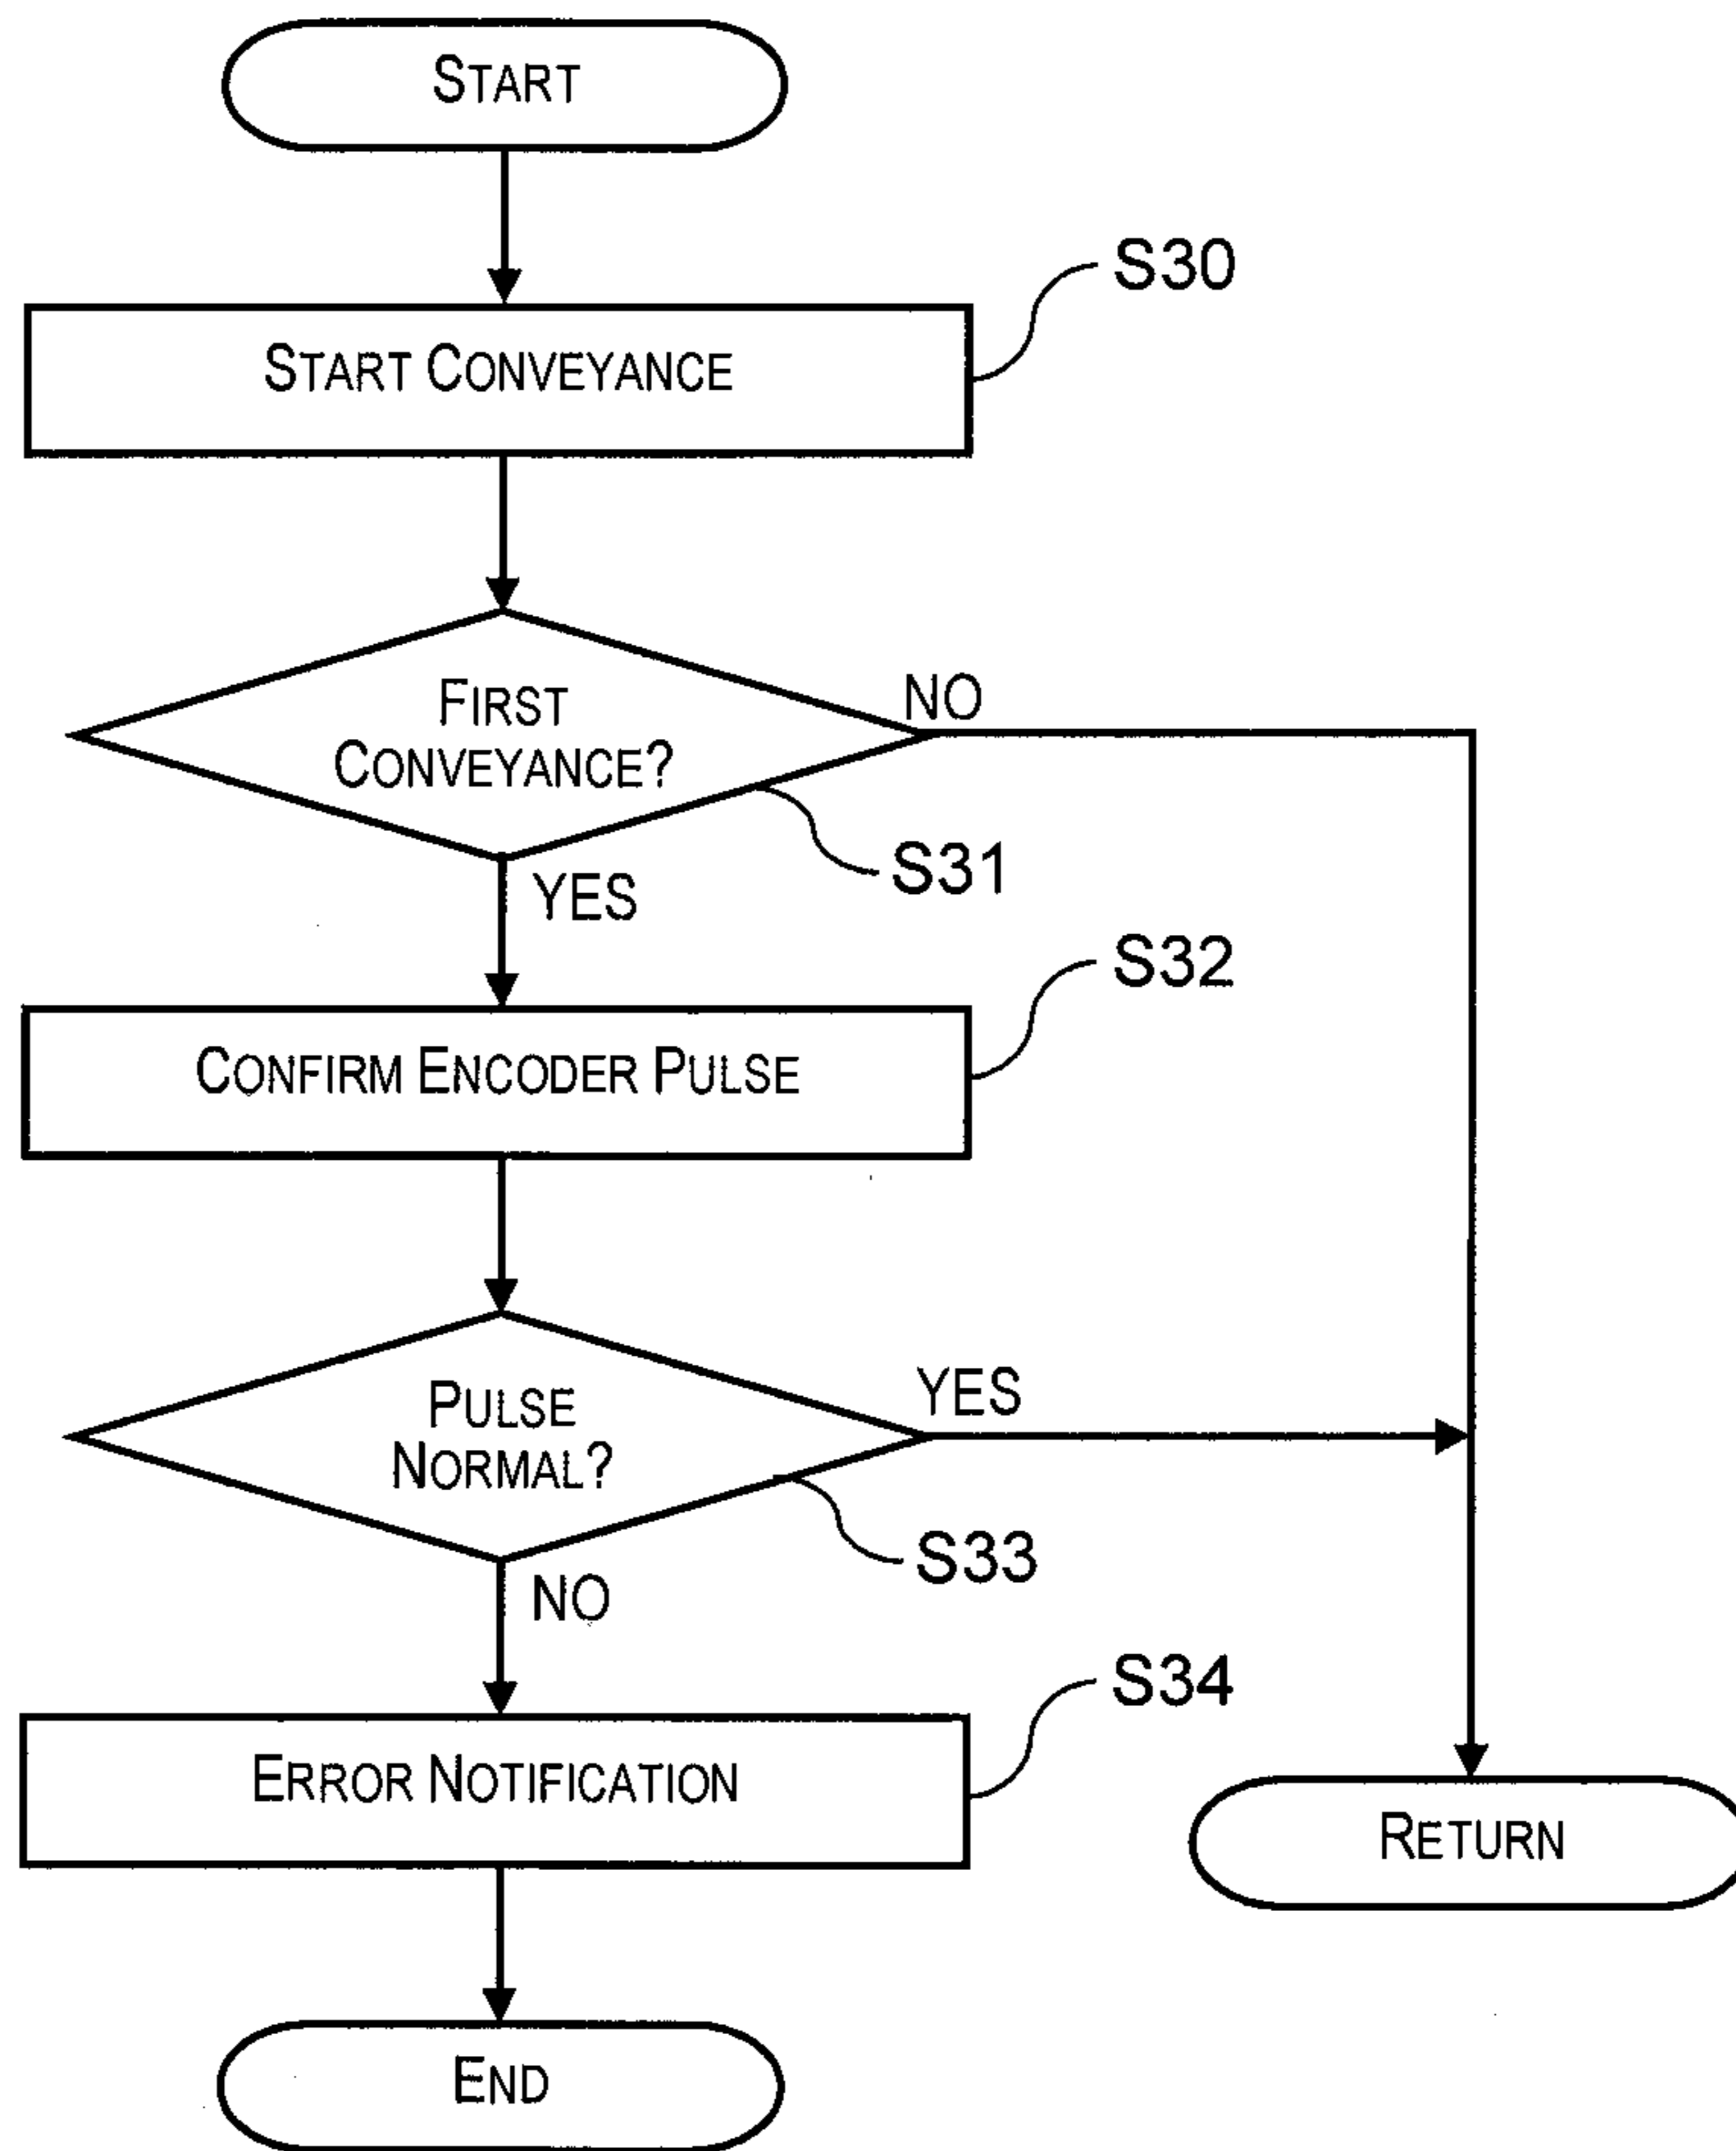 START
S30
START CONVEYANCE
FIRST
CONVEYANCE?
NO
S31
YES
S32
CONFIRM ENCODER PULSE
PULSE
NORMAL?
YES
S33
NO
S34
ERROR NOTIFICATION
RETURN
END